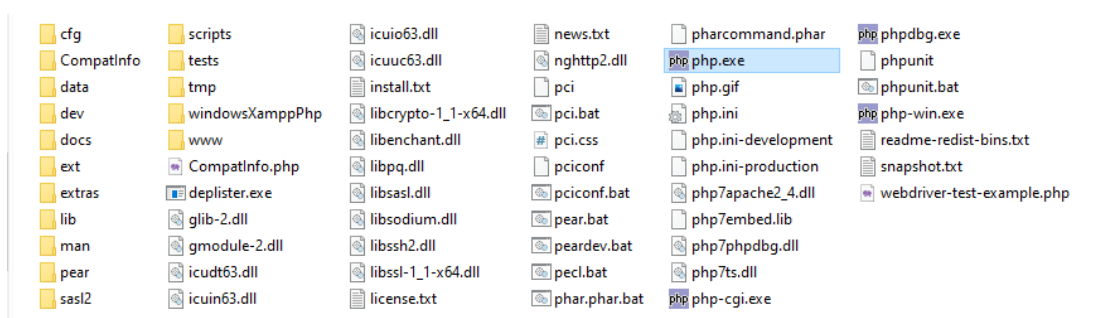 cfg
CompatInfo
data
dev
docs
ext
extras
lib
man
pear
sasl2
scripts
tests
tmp
windowsXamppPhp
www
CompatInfo.php
deplister.exe
glib-2.dll
gmodule-2.dll
icudt63.dll
icuin63.dll
icuio63.dll
icuuc63.dll
install.txt
libcrypto-1_1-x64.dll
libenchant.dll
libpq.dll
libsasl.dll
libsodium.dll
libssh2.dll
libssl-1_1-x64.dll
license.txt
news.txt
nghttp2.dll
pci
pci.bat
pci.css
pciconf
pciconf.bat
pear.bat
peardev.bat
pecl.bat
phar.phar.bat
pharcommand.phar
php php.exe
php.gif
php.ini
php.ini-development
php.ini-production
php7apache2_4.dll
php7embed.lib
php7phpdbg.dll
php7ts.dll
php php-cgi.exe
php phpdbg.exe
phpunit
phpunit.bat
php php-win.exe
readme-redist-bins.txt
snapshot.txt
webdriver-test-example.php